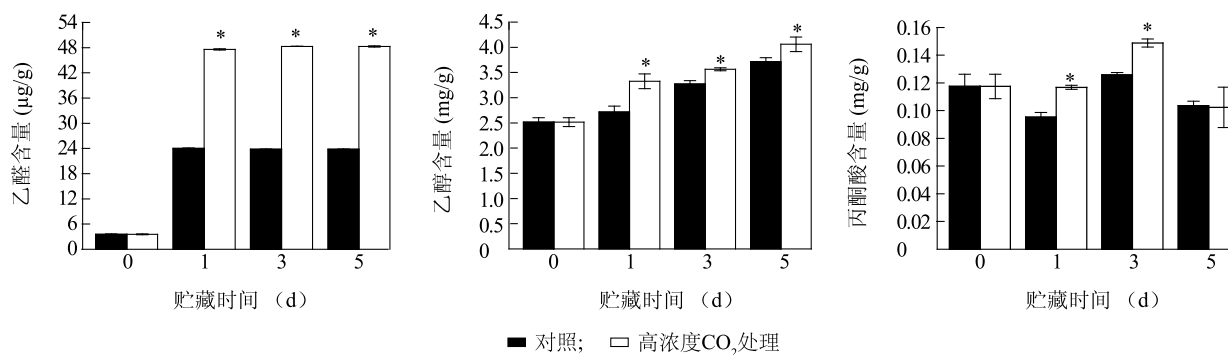 乙醛含量 (μg/g)
54
48
42
36
30
24
18
12
6
0
* * *
0 1 3 5
贮藏时间 （d）
乙醇含量 (mg/g)
4.5
4.0
3.5
3.0
2.5
2.0
1.5
1.0
0.5
0
* * *
0 1 3 5
贮藏时间 （d）
丙酮酸含量 (mg/g)
0.16
0.14
0.12
0.10
0.08
0.06
0.04
0.02
0
* *
0 1 3 5
贮藏时间 （d）
对照; 高浓度CO₂处理